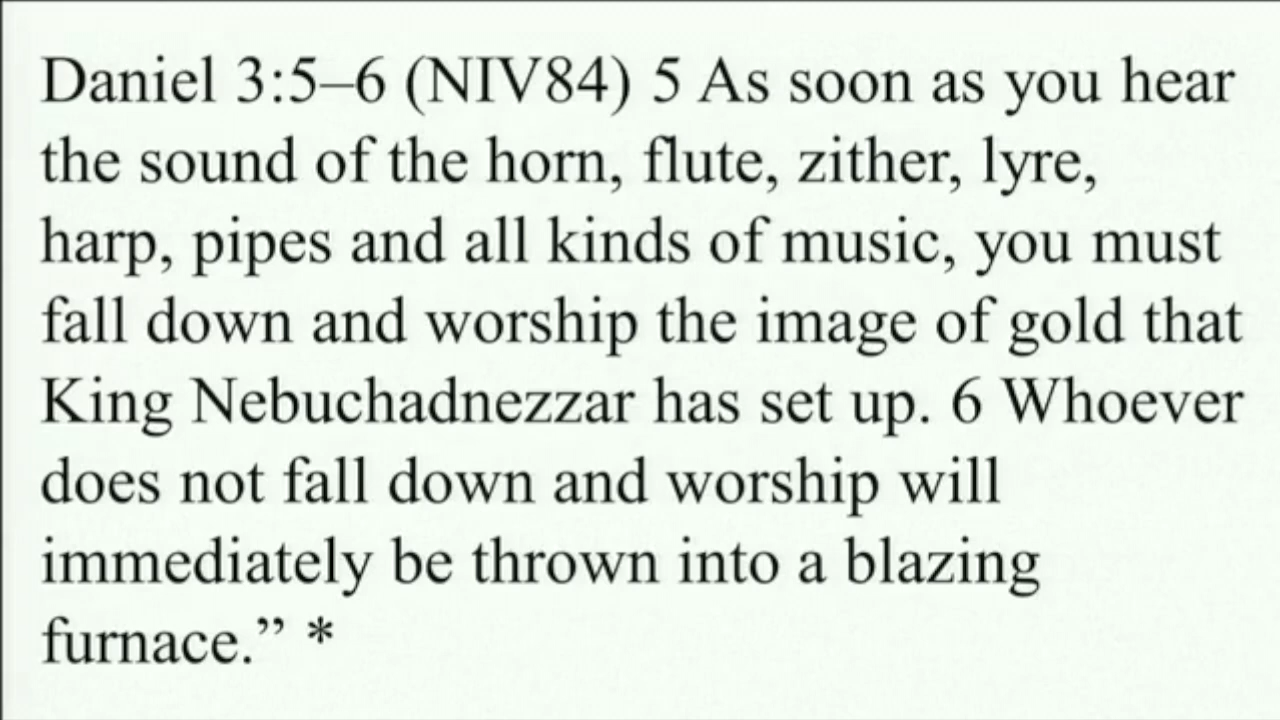 Daniel 3:5–6 (NIV84) 5 As soon as you hear
the sound of the horn, flute, zither, lyre,
harp, pipes and all kinds of music, you must
fall down and worship the image of gold that
King Nebuchadnezzar has set up. 6 Whoever
does not fall down and worship will
immediately be thrown into a blazing
furnace.” *